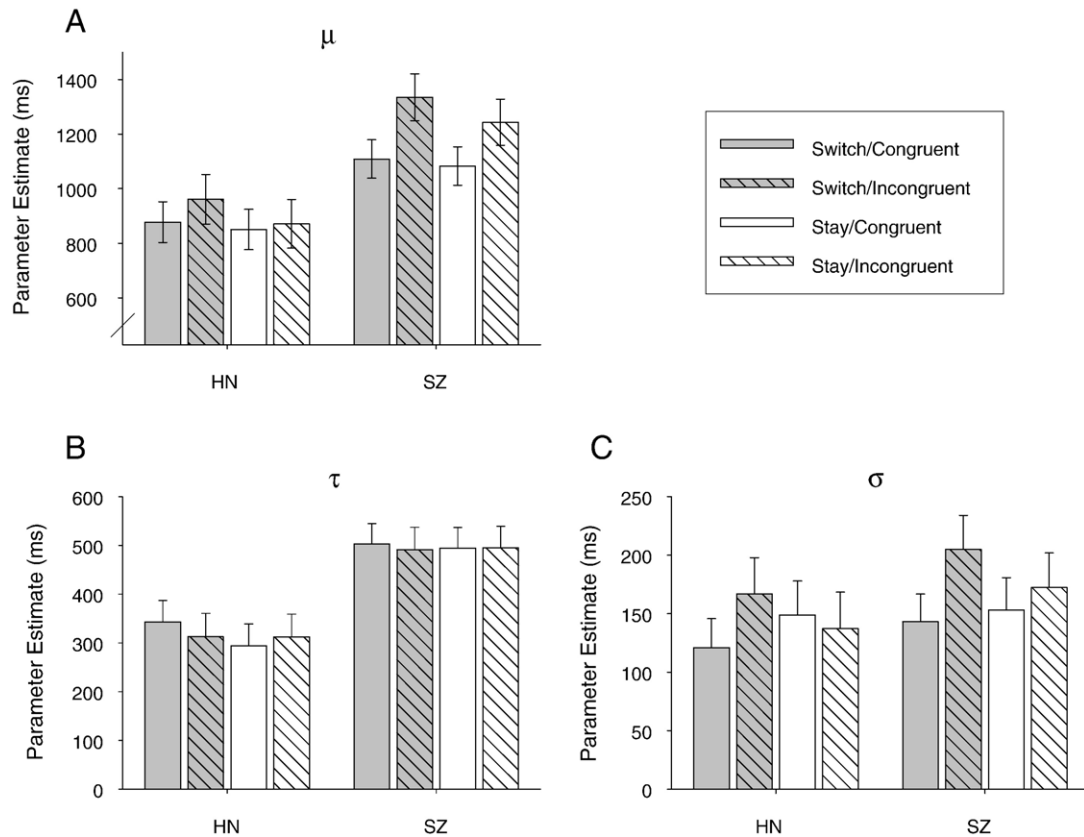 A
μ
Parameter Estimate (ms)
1400
1200
1000
800
600
HN SZ
Switch/Congruent
Switch/Incongruent
Stay/Congruent
Stay/Incongruent
B
τ
Parameter Estimate (ms)
600
500
400
300
200
100
0
HN SZ
C
σ
Parameter Estimate (ms)
250
200
150
100
50
0
HN SZ